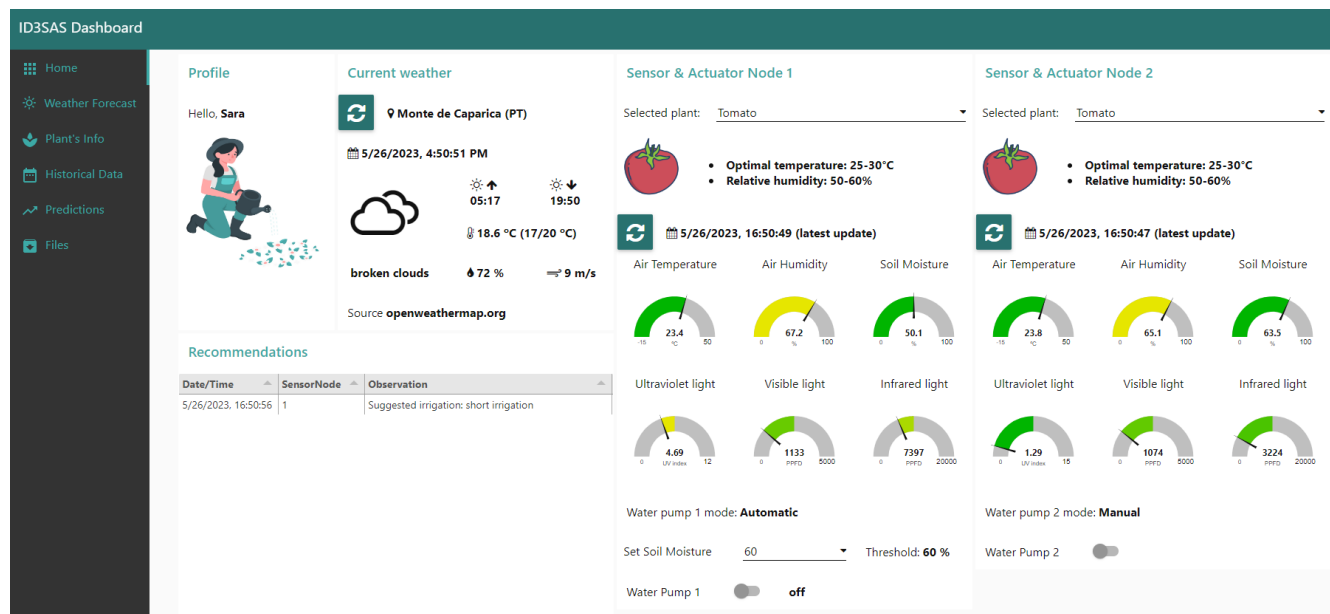 ID3SAS Dashboard
Home
Weather Forecast
Plant's Info
Historical Data
Predictions
Files
Profile
Hello, Sara
Current weather
Monte de Caparica (PT)
5/26/2023, 4:50:51 PM
05:17 19:50
18.6 °C (17/20 °C)
broken clouds 72 % 9 m/s
Source openweathermap.org
Recommendations
Date/Time SensorNode Observation
5/26/2023, 16:50:56 1 Suggested irrigation: short irrigation
Sensor & Actuator Node 1
Selected plant: Tomato
• Optimal temperature: 25-30°C
• Relative humidity: 50-60%
5/26/2023, 16:50:49 (latest update)
Air Temperature Air Humidity Soil Moisture
23.4 67.2 50.1
-15 °C 50 0 % 100 0 % 100
Ultraviolet light Visible light Infrared light
4.69 1133 7397
0 UV index 12 0 PPFD 5000 0 PPFD 20000
Water pump 1 mode: Automatic
Set Soil Moisture 60 Threshold: 60 %
Water Pump 1 off
Sensor & Actuator Node 2
Selected plant: Tomato
• Optimal temperature: 25-30°C
• Relative humidity: 50-60%
5/26/2023, 16:50:47 (latest update)
Air Temperature Air Humidity Soil Moisture
23.8 65.1 63.5
-15 °C 50 0 % 100 0 % 100
Ultraviolet light Visible light Infrared light
1.29 1074 3224
0 UV index 15 0 PPFD 5000 0 PPFD 20000
Water pump 2 mode: Manual
Water Pump 2